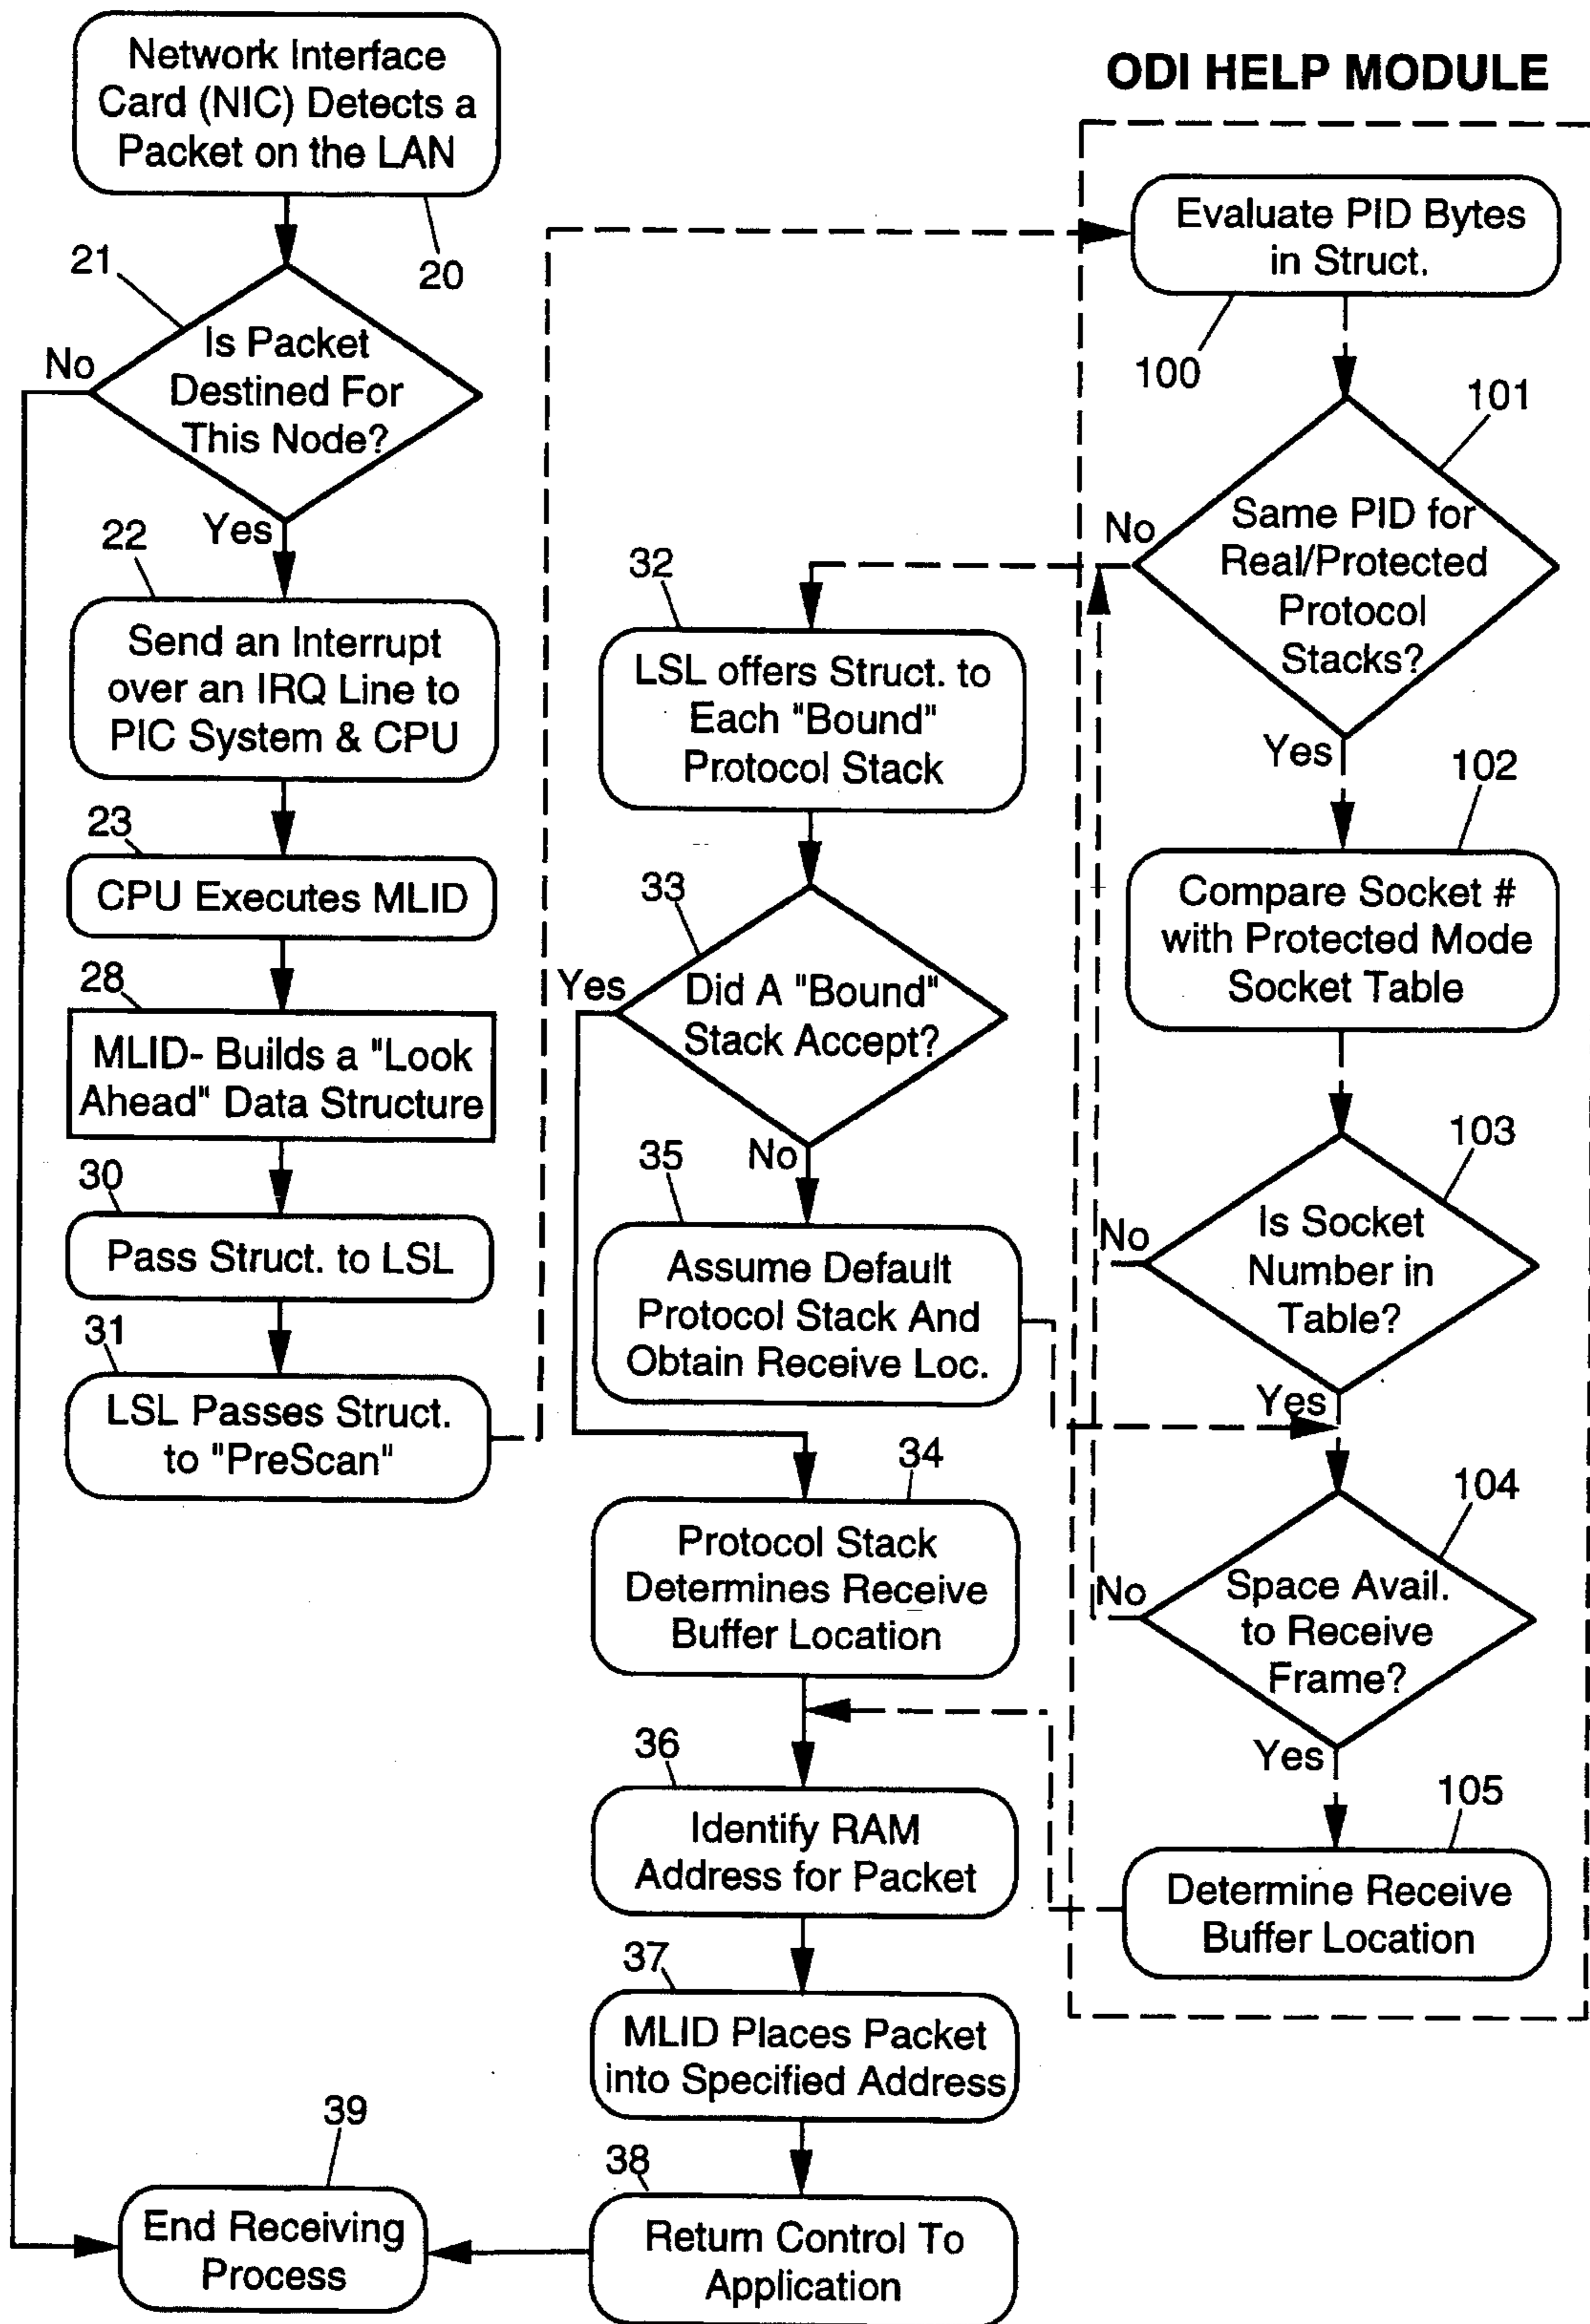 Network Interface
Card (NIC) Detects a
Packet on the LAN
20
21
Is Packet
Destined For
This Node?
No
Yes
22
Send an Interrupt
over an IRQ Line to
PIC System & CPU
23
CPU Executes MLID
28
MLID- Builds a "Look
Ahead" Data Structure
30
Pass Struct. to LSL
31
LSL Passes Struct.
to "PreScan"
32
LSL offers Struct. to
Each "Bound"
Protocol Stack
33
Yes
Did A "Bound"
Stack Accept?
No
35
Assume Default
Protocol Stack And
Obtain Receive Loc.
34
Protocol Stack
Determines Receive
Buffer Location
36
Identify RAM
Address for Packet
37
MLID Places Packet
into Specified Address
38
Return Control To
Application
39
End Receiving
Process
ODI HELP MODULE
Evaluate PID Bytes
in Struct.
100
101
No
Same PID for
Real/Protected
Protocol
Stacks?
Yes
102
Compare Socket #
with Protected Mode
Socket Table
103
No
Is Socket
Number in
Table?
Yes
104
No
Space Avail.
to Receive
Frame?
Yes
105
Determine Receive
Buffer Location